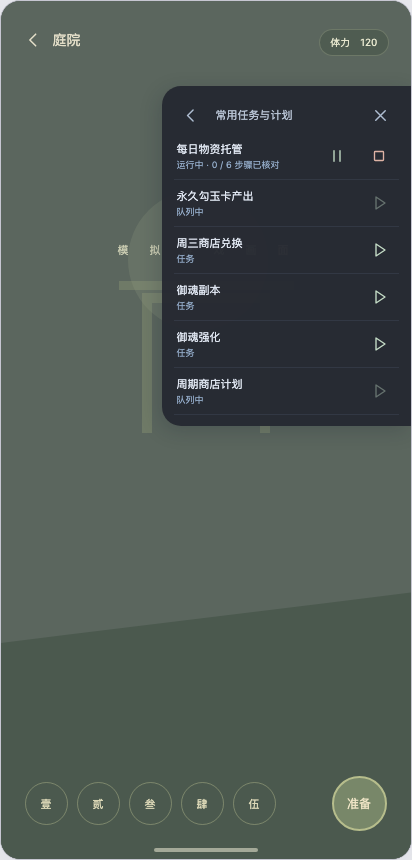 庭院
体力 120
常用任务与计划
每日物资托管
运行中 · 0 / 6 步骤已核对
永久勾玉卡产出
队列中
模 拟
周三商店兑换
任务
御魂副本
任务
御魂强化
任务
周期商店计划
队列中
壹 贰 叁 肆 伍 准备